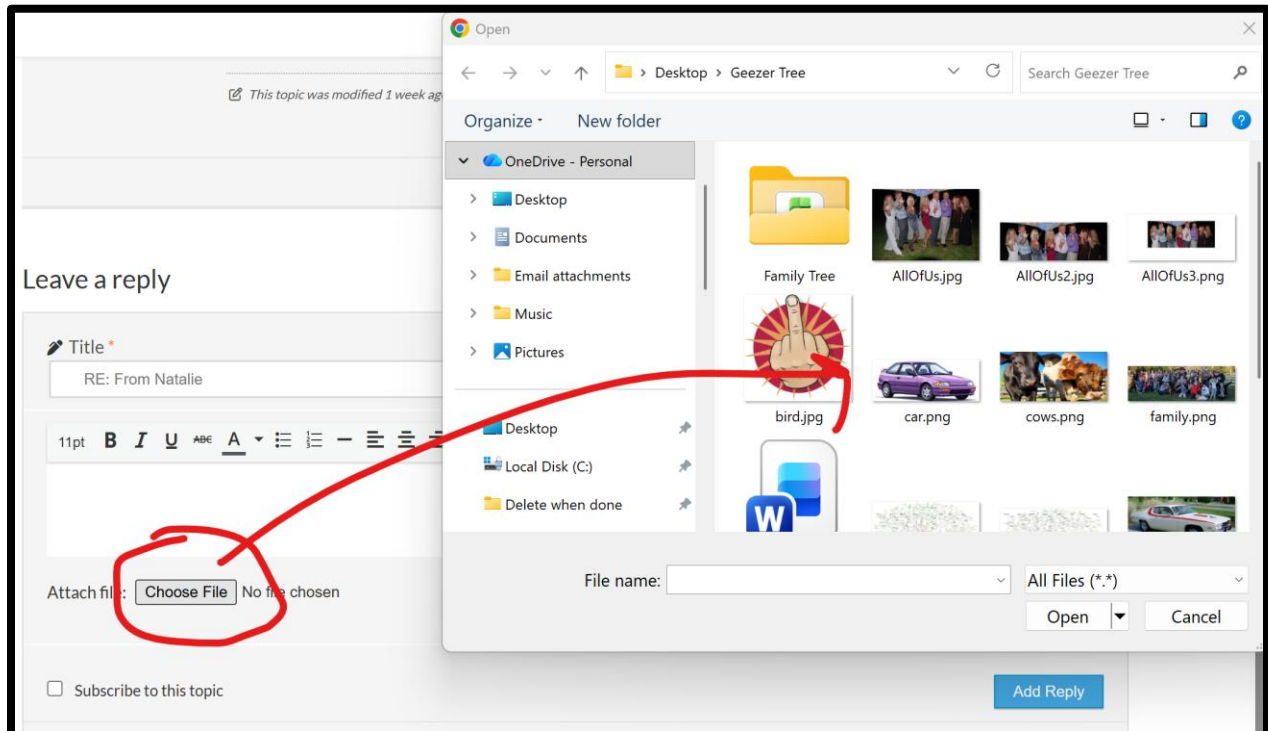 This topic was modified 1 week ag
Leave a reply
Title *
RE: From Natalie
11pt B I U ABC A
Attach file: Choose File No file chosen
Subscribe to this topic
Add Reply
Open
Desktop > Geezer Tree
Search Geezer Tree
Organize New folder
OneDrive - Personal
Desktop
Documents
Email attachments
Music
Pictures
Desktop
Local Disk (C:)
Delete when done
Family Tree
AllOfUs.jpg
AllOfUs2.jpg
AllOfUs3.png
bird.jpg
car.png
cows.png
family.png
W
File name:
All Files (*.*)
Open
Cancel